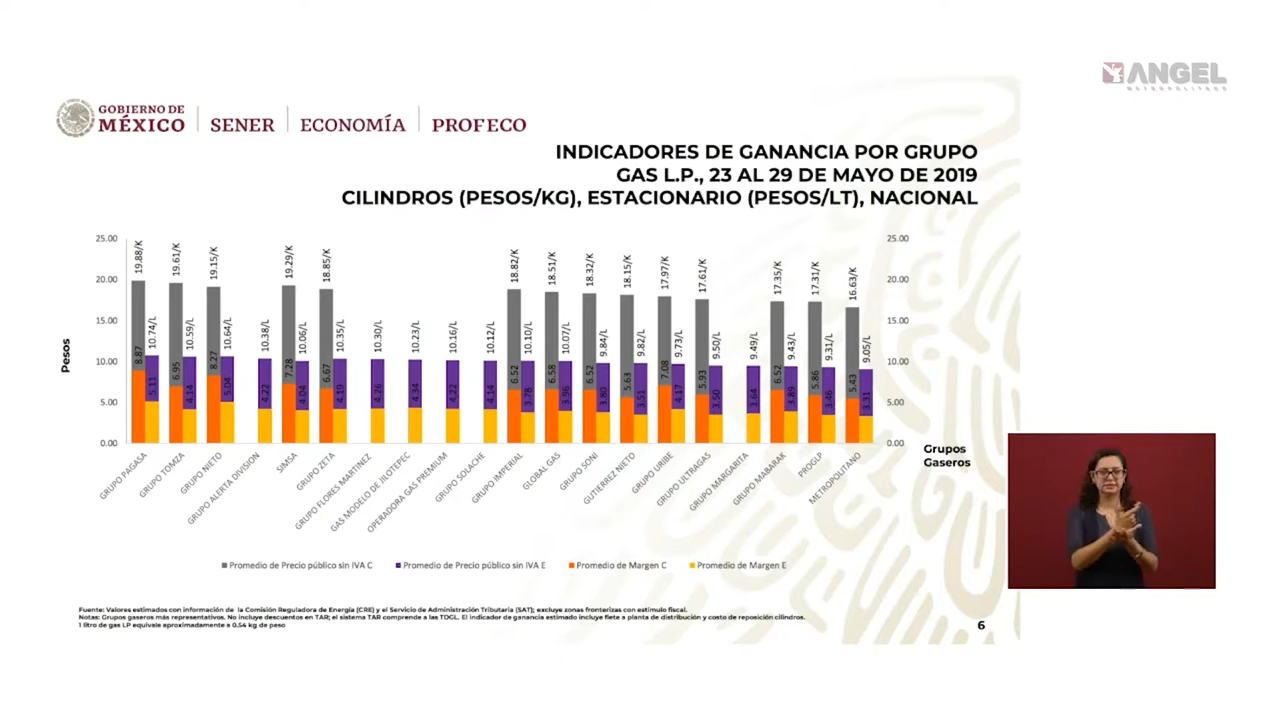 ANGEL
METROPOLITANO
GOBIERNO DE
MÉXICO
SENER
ECONOMÍA
PROFECO
INDICADORES DE GANANCIA POR GRUPO
GAS L.P., 23 AL 29 DE MAYO DE 2019
CILINDROS (PESOS/KG), ESTACIONARIO (PESOS/LT), NACIONAL
Pesos
25.00
20.00
15.00
10.00
5.00
0.00
19.88/K
8.87
10.74/L
5.11
19.61/K
6.95
10.59/L
4.14
19.15/K
8.27
10.64/L
5.04
10.38/L
4.22
19.29/K
7.28
10.06/L
4.04
18.85/K
6.67
10.35/L
4.19
10.30/L
4.26
10.23/L
4.34
10.16/L
4.22
10.12/L
4.14
18.82/K
6.52
10.10/L
3.78
18.51/K
6.58
10.07/L
3.96
18.32/K
6.52
9.84/L
3.80
18.15/K
5.63
9.82/L
3.51
17.97/K
7.08
9.73/L
4.17
17.61/K
5.93
9.50/L
3.50
9.49/L
3.64
17.35/K
6.52
9.43/L
3.89
17.31/K
5.86
9.31/L
3.46
16.63/K
5.43
9.05/L
3.31
25.00
20.00
15.00
10.00
5.00
0.00
GRUPO PAGASA
GRUPO TOMZA
GRUPO NIETO
GRUPO ALERTA DIVISION
SIMSA
GRUPO ZETA
GRUPO FLORES MARTINEZ
GAS MODELO DE JILOTEPEC
OPERADORA GAS PREMIUM
GRUPO SOLACHE
GRUPO IMPERIAL
GLOBAL GAS
GRUPO SONI
GUTIERREZ NIETO
GRUPO URIBE
GRUPO ULTRAGAS
GRUPO MARGARITA
GRUPO MABARAK
PROGLP
METROPOLITANO
Grupos
Gaseros
Promedio de Precio público sin IVA C
Promedio de Precio público sin IVA E
Promedio de Margen C
Promedio de Margen E
Fuente: Valores estimados con información de la Comisión Reguladora de Energía (CRE) y el Servicio de Administración Tributaria (SAT); excluye zonas fronterizas con estímulo fiscal.
Notas: Grupos gaseros más representativos. No incluye descuentos en TAR; el sistema TAR comprende a las TDGL. El indicador de ganancia estimado incluye flete a planta de distribución y costo de reposición cilindros.
1 litro de gas LP equivale aproximadamente a 0.54 kg de peso
6